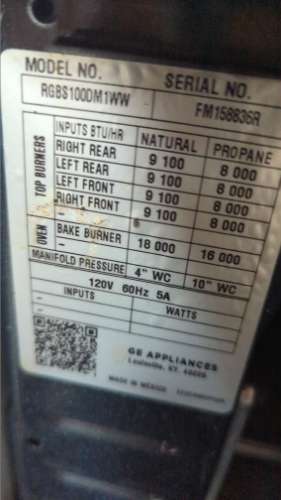 MODEL NO. SERIAL NO.
RGBS100DM1WW FM158836R
INPUTS BTU/HR NATURAL PROPANE
TOP BURNERS
RIGHT REAR 9 100 8 000
LEFT REAR 9 100 8 000
LEFT FRONT 9 100 8 000
RIGHT FRONT 9 100 8 000
–
OVEN
BAKE BURNER 18 000 16 000
–
MANIFOLD PRESSURE 4" WC 10" WC
120V 60Hz 5A
INPUTS WATTS
GE APPLIANCES
Louisville, KY. 40225
MADE IN MEXICO